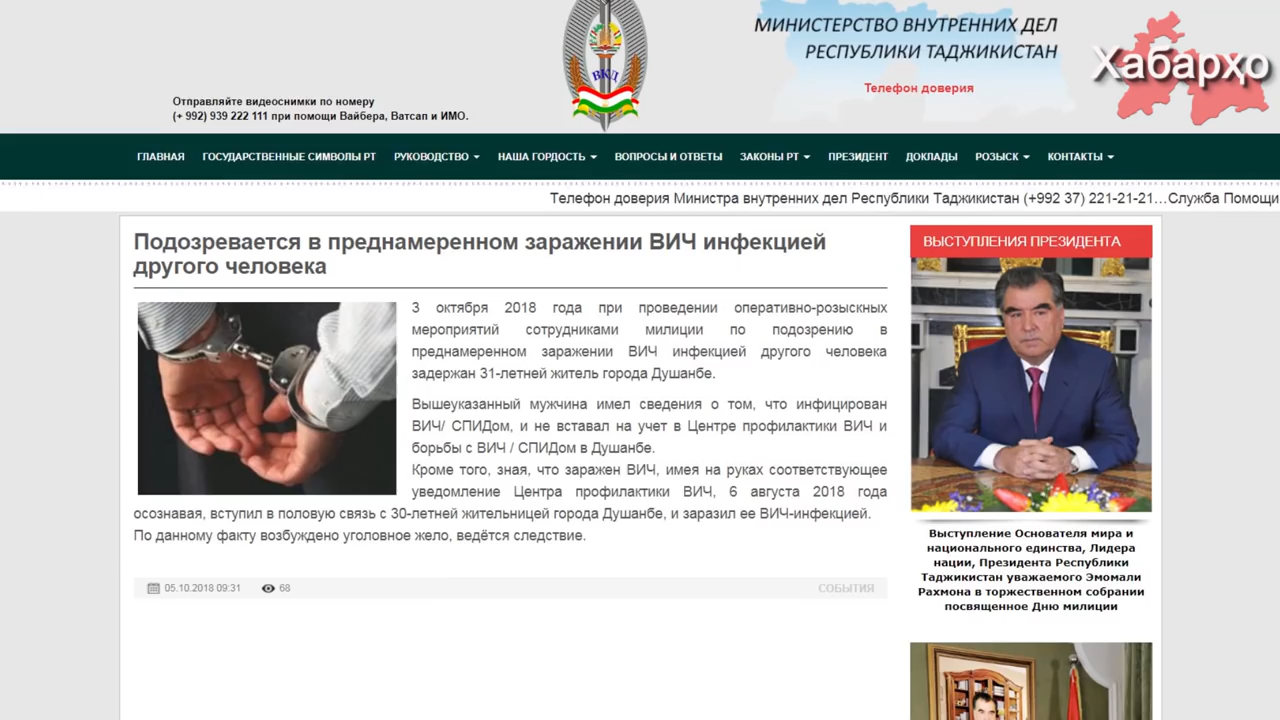 МИНИСТЕРСТВО ВНУТРЕННИХ ДЕЛ
РЕСПУБЛИКИ ТАДЖИКИСТАН
Хабарҳо
Телефон доверия
ВКД
Отправляйте видеоснимки по номеру
(+ 992) 939 222 111 при помощи Вайбера, Ватсап и ИМО.
ГЛАВНАЯ ГОСУДАРСТВЕННЫЕ СИМВОЛЫ РТ РУКОВОДСТВО НАША ГОРДОСТЬ ВОПРОСЫ И ОТВЕТЫ ЗАКОНЫ РТ ПРЕЗИДЕНТ ДОКЛАДЫ РОЗЫСК КОНТАКТЫ
Телефон доверия Министра внутренних дел Республики Таджикистан (+992 37) 221-21-21...Служба Помощи
Подозревается в преднамеренном заражении ВИЧ инфекцией
другого человека
3 октября 2018 года при проведении оперативно-розыскных
мероприятий сотрудниками милиции по подозрению в
преднамеренном заражении ВИЧ инфекцией другого человека
задержан 31-летней житель города Душанбе.
Вышеуказанный мужчина имел сведения о том, что инфицирован
ВИЧ/ СПИДом, и не вставал на учет в Центре профилактики ВИЧ и
борьбы с ВИЧ / СПИДом в Душанбе.
Кроме того, зная, что заражен ВИЧ, имея на руках соответствующее
уведомление Центра профилактики ВИЧ, 6 августа 2018 года
осознавая, вступил в половую связь с 30-летней жительницей города Душанбе, и заразил ее ВИЧ-инфекцией.
По данному факту возбуждено уголовное жело, ведётся следствие.
05.10.2018 09:31 68 СОБЫТИЯ
ВЫСТУПЛЕНИЯ ПРЕЗИДЕНТА
Выступление Основателя мира и
национального единства, Лидера
нации, Президента Республики
Таджикистан уважаемого Эмомали
Рахмона в торжественном собрании
посвященное Дню милиции